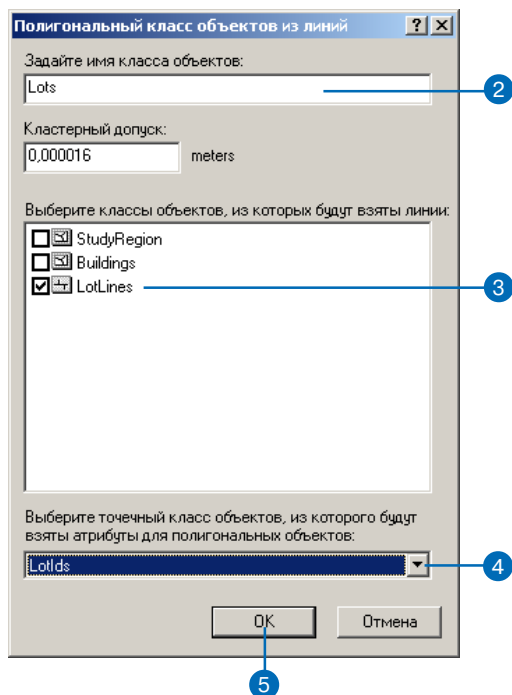 Полигональный класс объектов из линий
Задайте имя класса объектов:
Lots
2
Кластерный допуск:
0,000016 meters
Выберите классы объектов, из которых будут взяты линии:
StudyRegion
Buildings
LotLines
3
Выберите точечный класс объектов, из которого будут
взяты атрибуты для полигональных объектов:
LotIds
4
OK Отмена
5